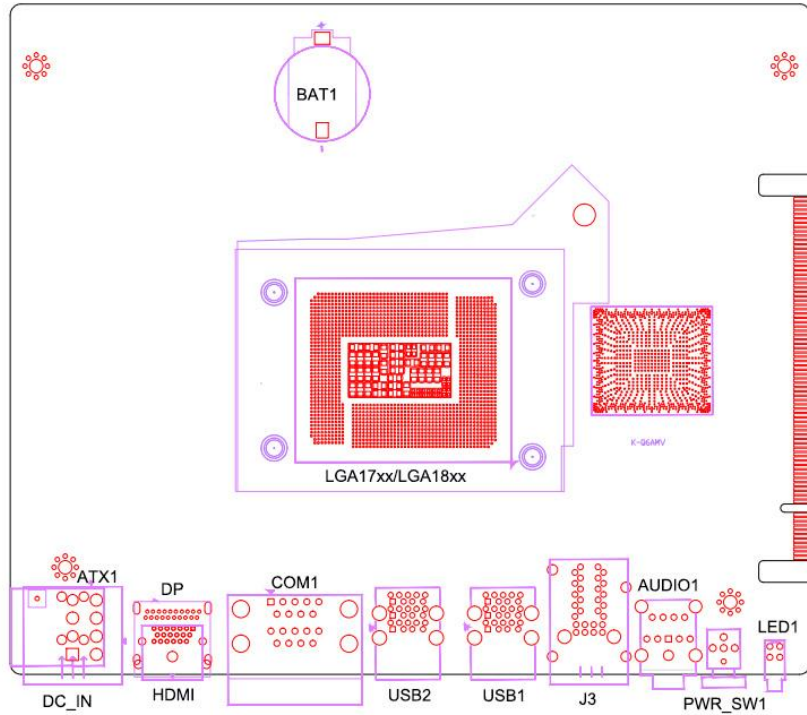 BAT1
K-Q6AMV
LGA17xx/LGA18xx
ATX1
DP
COM1
AUDIO1
LED1
DC_IN
HDMI
USB2
USB1
J3
PWR_SW1